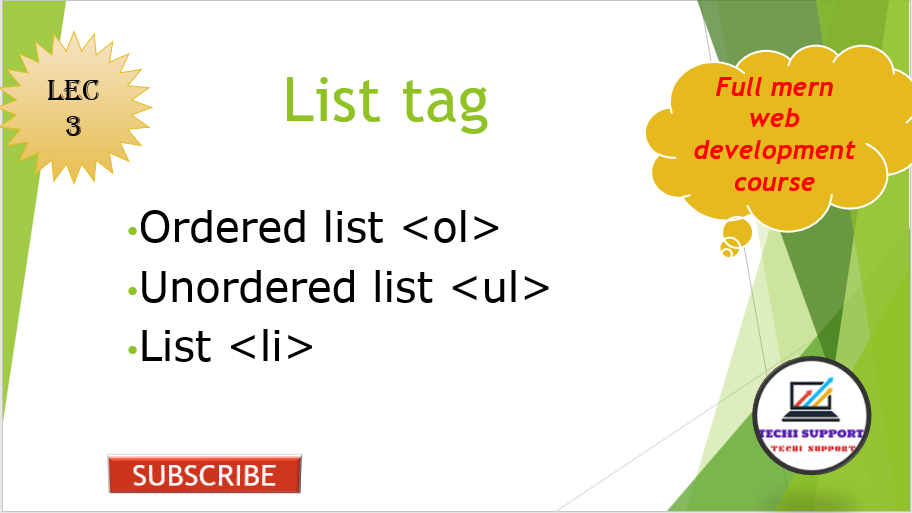 LEC
3
List tag
Full mern
web
development
course
•Ordered list <ol>
•Unordered list <ul>
•List <li>
SUBSCRIBE
TECHI SUPPORT
TECHI SUPPORT